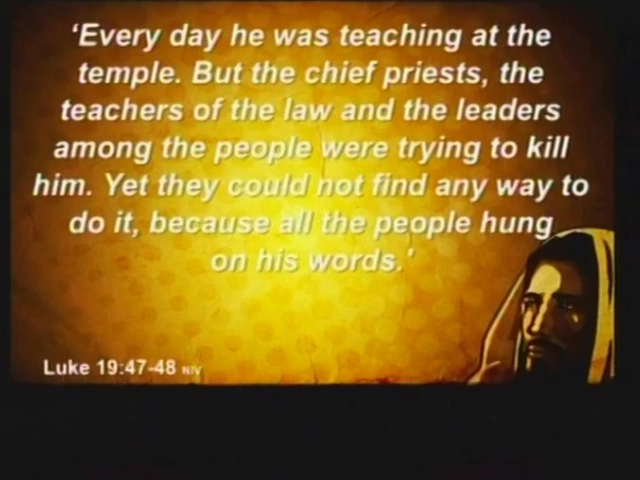 ‘Every day he was teaching at the
temple. But the chief priests, the
teachers of the law and the leaders
among the people were trying to kill
him. Yet they could not find any way to
do it, because all the people hung
on his words.’
Luke 19:47-48 NIV